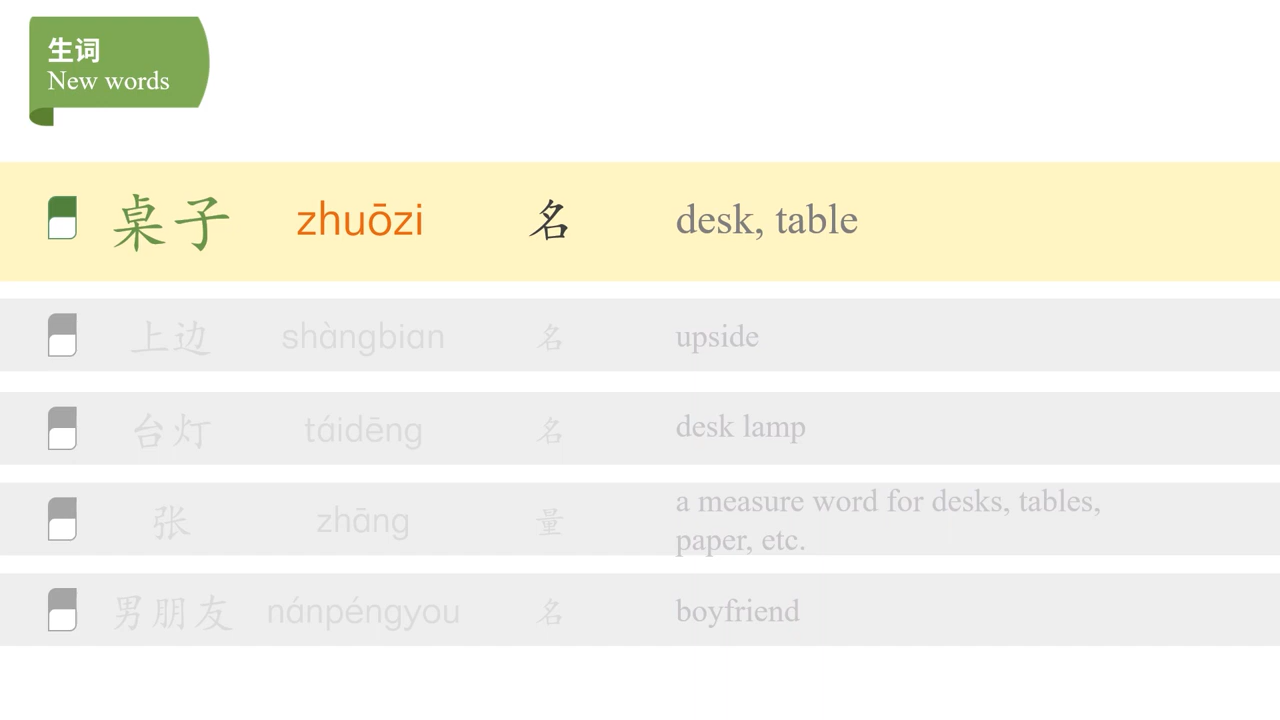 生词
New words
桌子 zhuōzi 名 desk, table
上边 shàngbian 名 upside
台灯 táidēng 名 desk lamp
张 zhāng 量 a measure word for desks, tables,
paper, etc.
男朋友 nánpéngyou 名 boyfriend